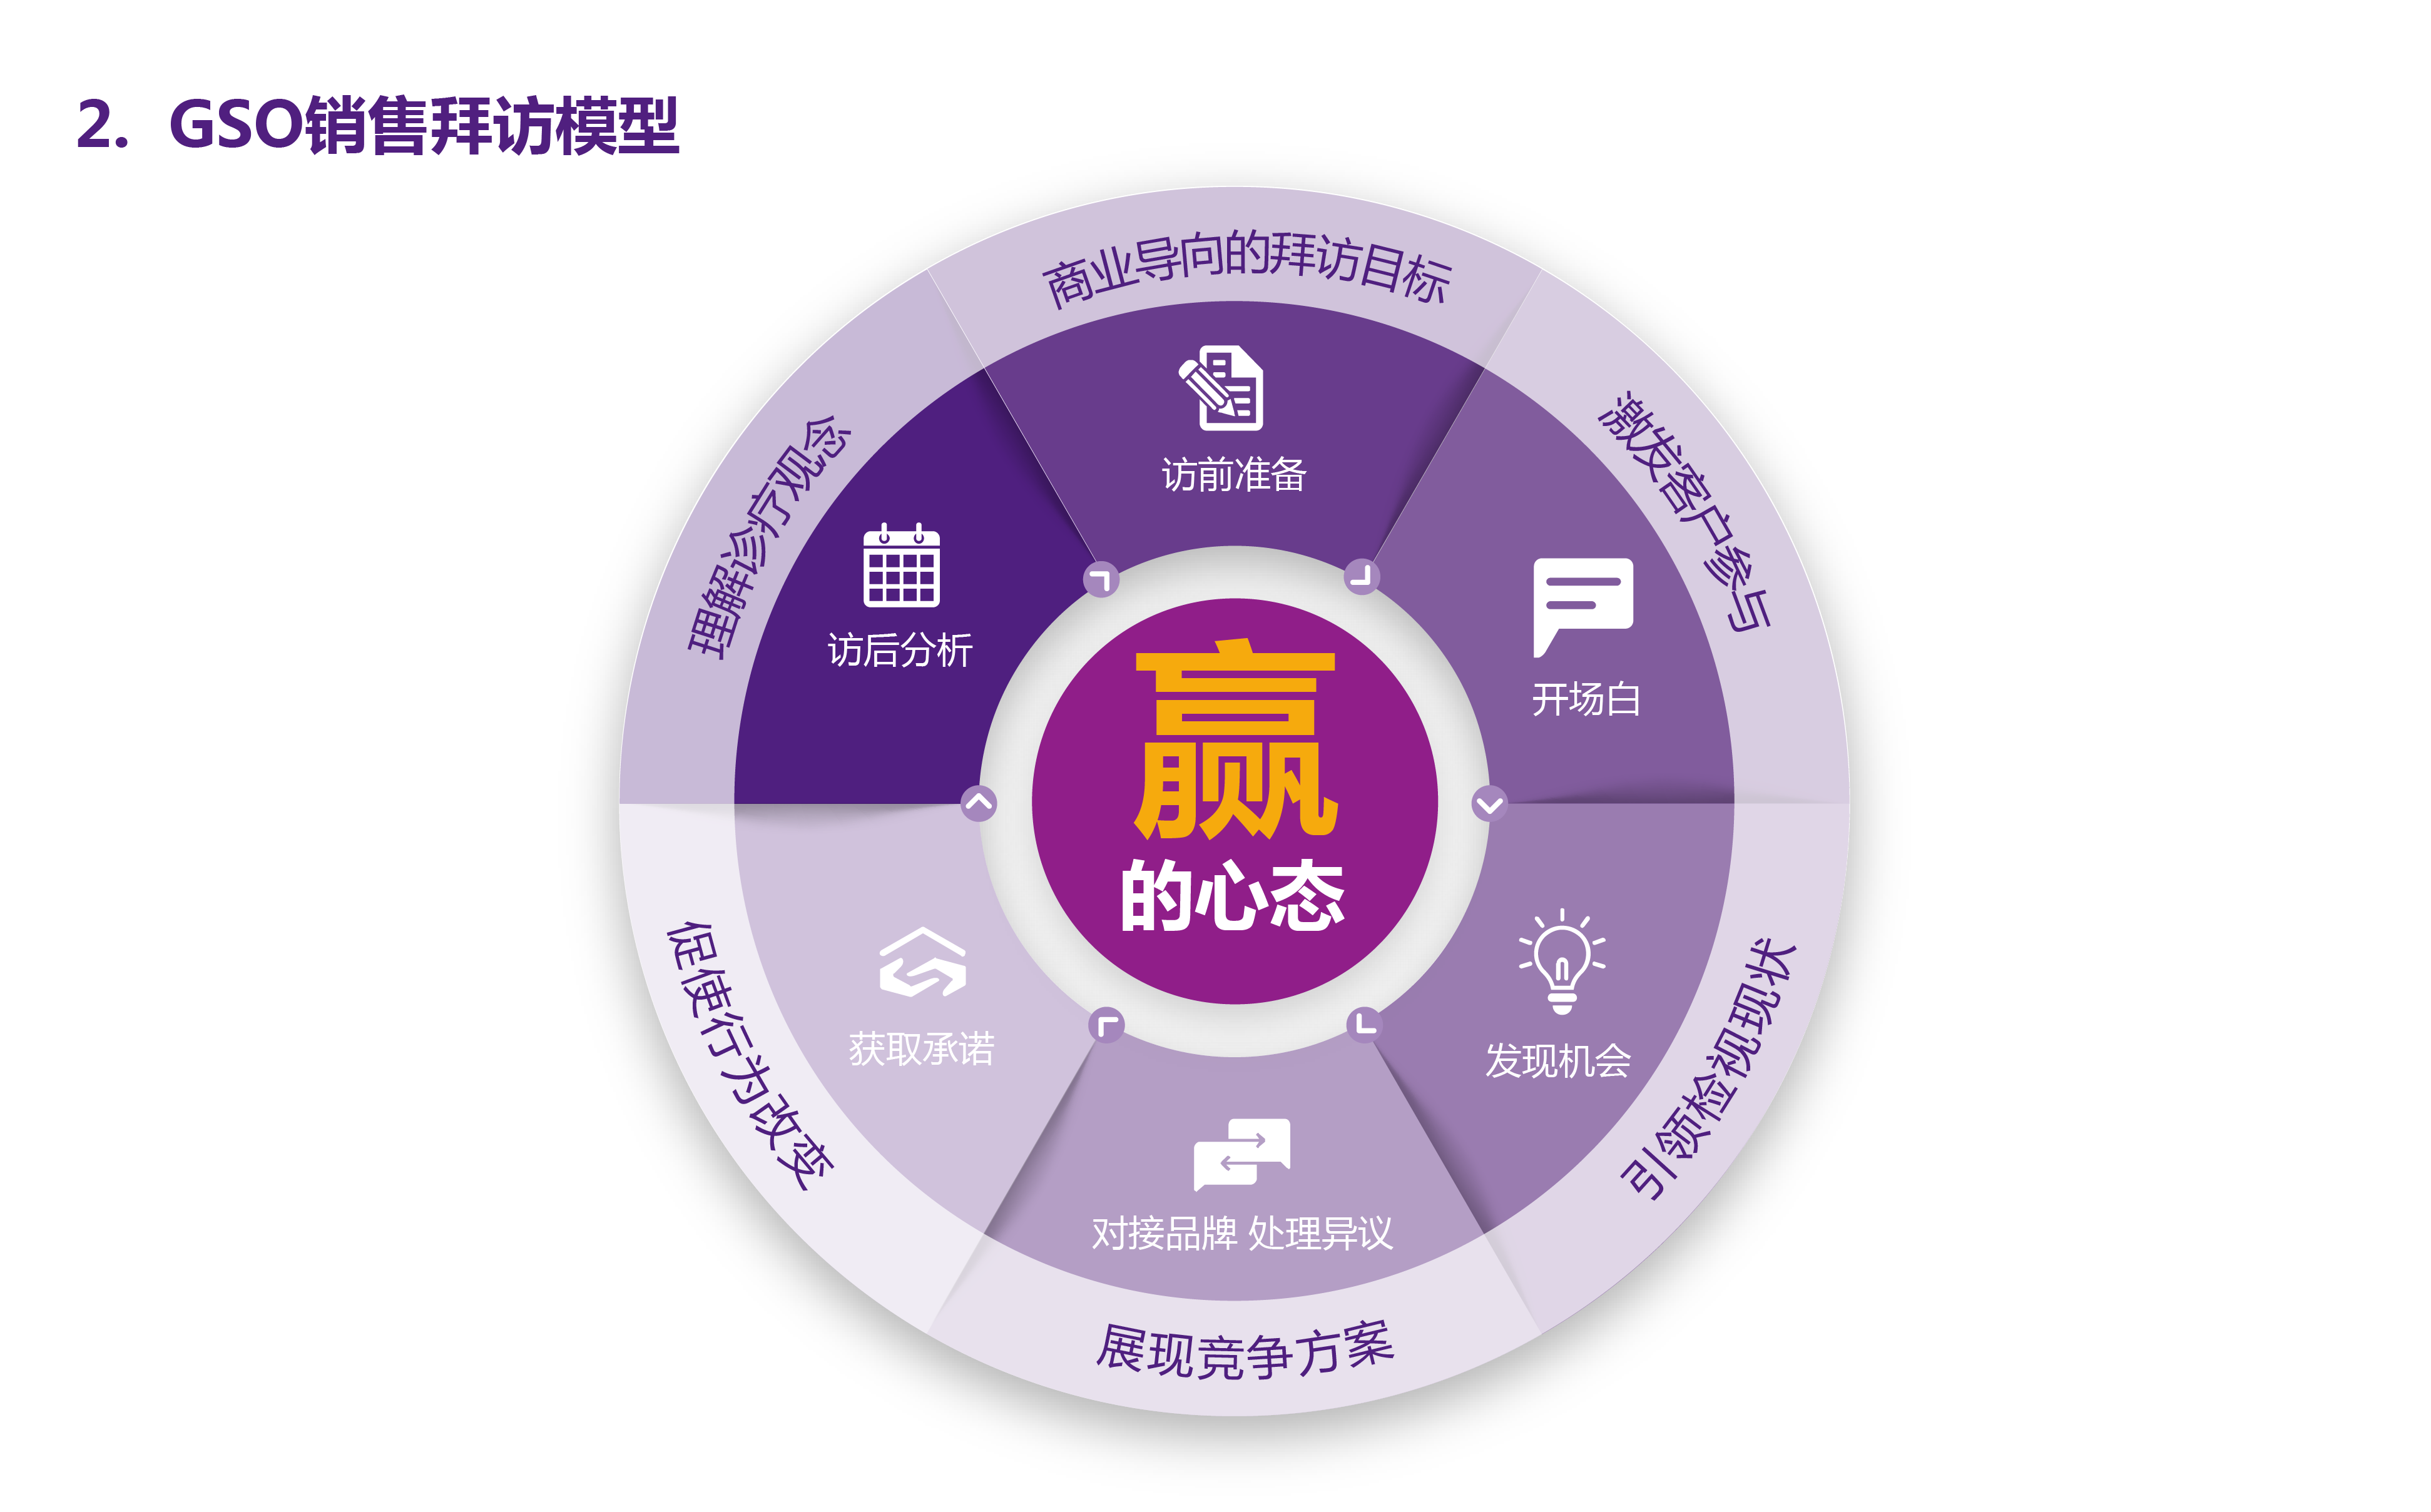 2. GSO销售拜访模型
商业导向的拜访目标
访前准备
激发客户参与
开场白
引领检视现状
发现机会
展现竞争方案
对接品牌 处理异议
促使行为改变
获取承诺
理解诊疗观念
访后分析
赢
的心态